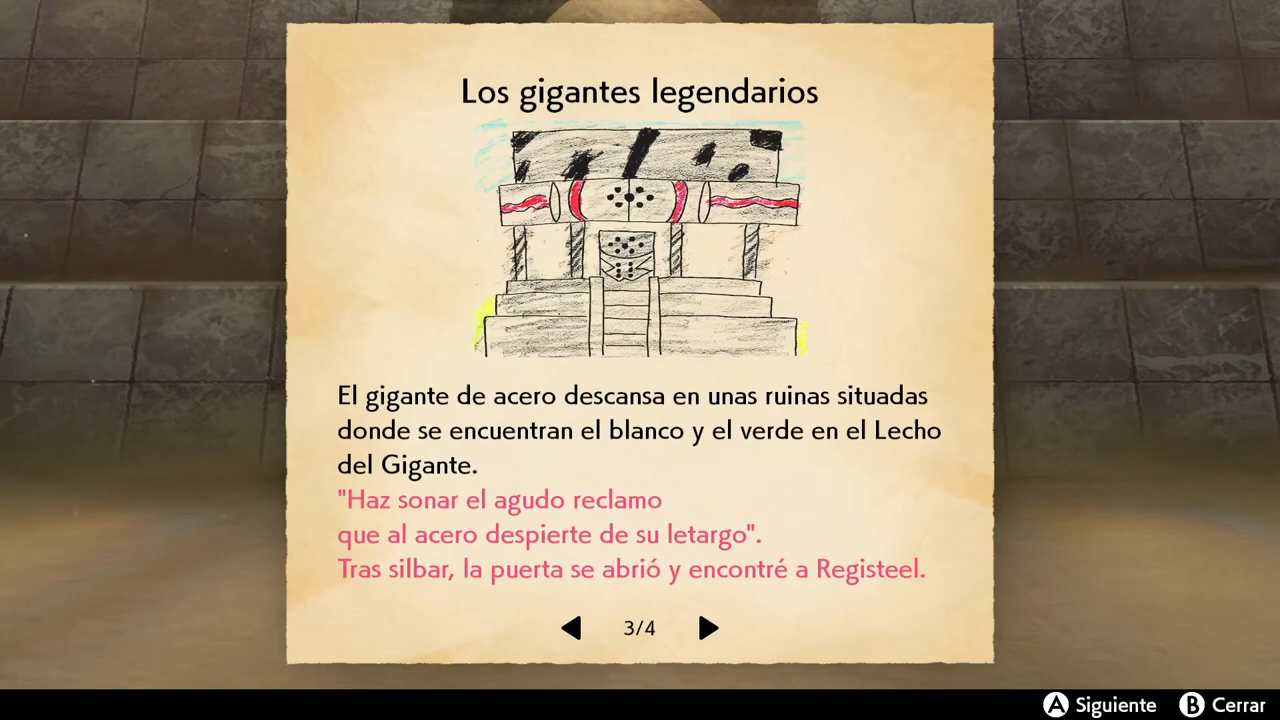 Los gigantes legendarios
El gigante de acero descansa en unas ruinas situadas
donde se encuentran el blanco y el verde en el Lecho
del Gigante.
"Haz sonar el agudo reclamo
que al acero despierte de su letargo".
Tras silbar, la puerta se abrió y encontré a Registeel.
3/4
A Siguiente B Cerrar